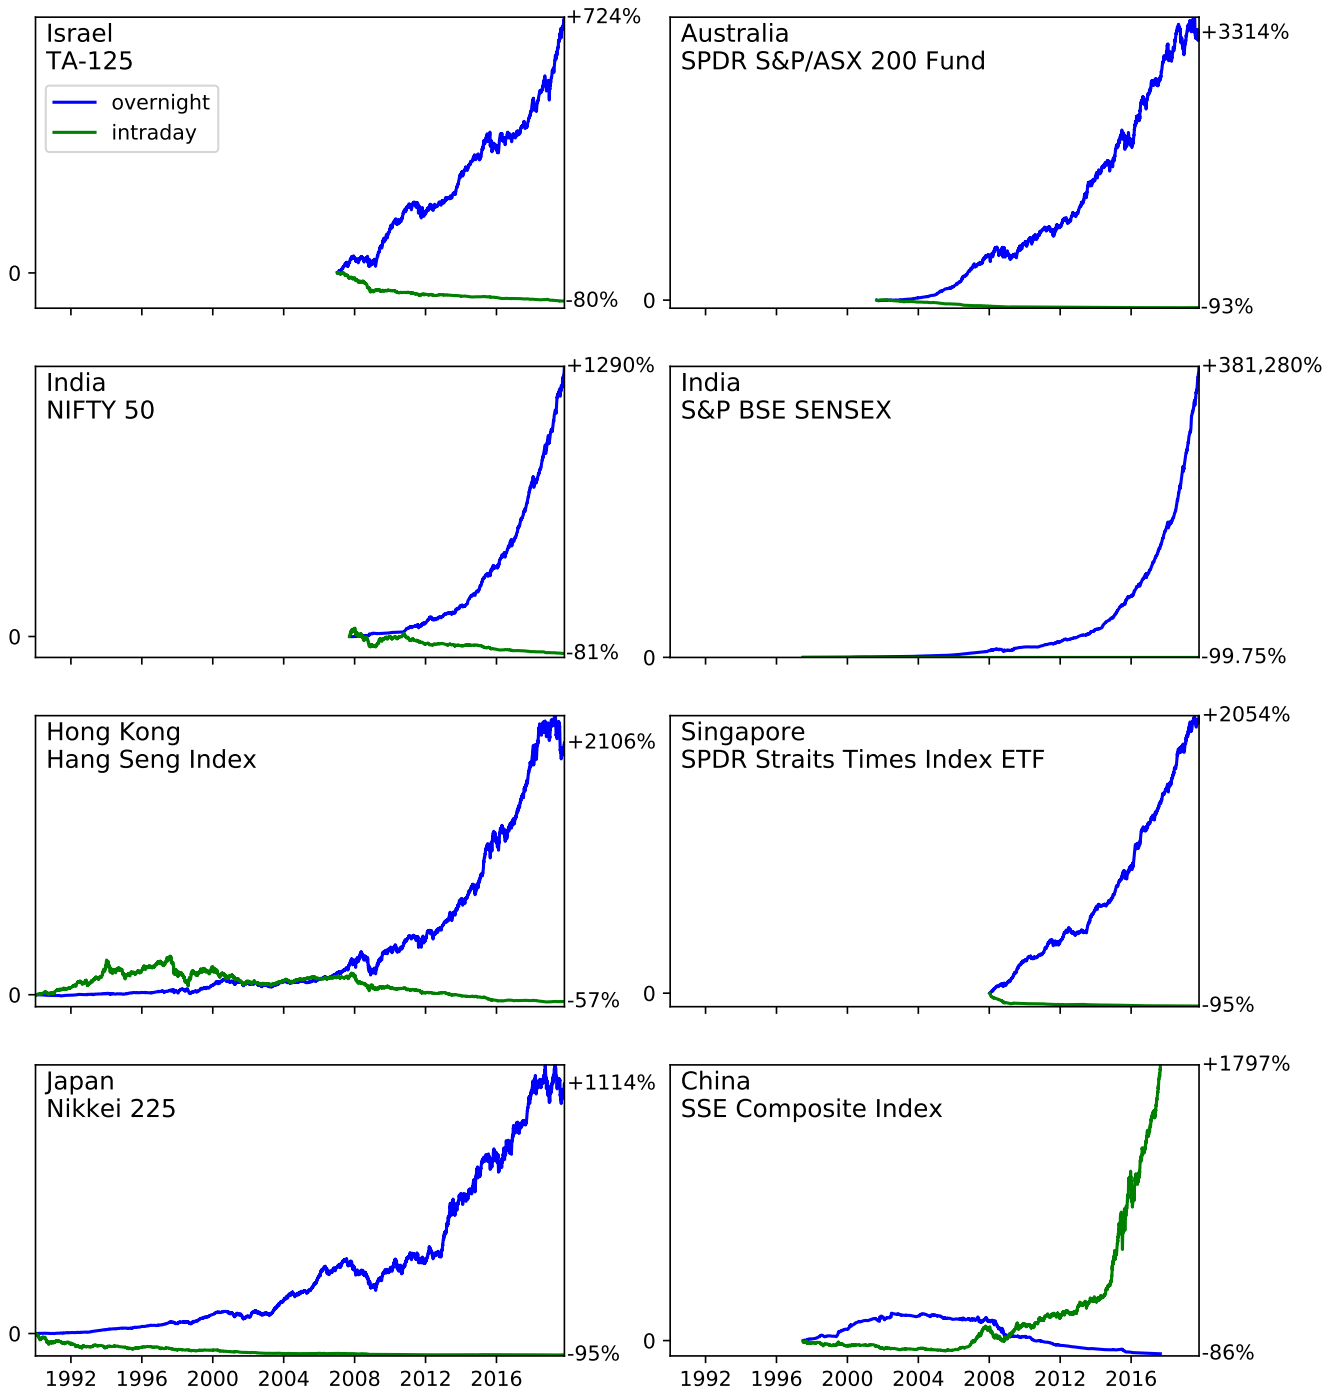 Israel
TA-125
overnight
intraday
+724%
0
-80%
Australia
SPDR S&P/ASX 200 Fund
+3314%
0
-93%
India
NIFTY 50
+1290%
0
-81%
India
S&P BSE SENSEX
+381,280%
0
-99.75%
Hong Kong
Hang Seng Index
+2106%
0
-57%
Singapore
SPDR Straits Times Index ETF
+2054%
0
-95%
Japan
Nikkei 225
+1114%
0
-95%
1992 1996 2000 2004 2008 2012 2016
China
SSE Composite Index
+1797%
0
-86%
1992 1996 2000 2004 2008 2012 2016